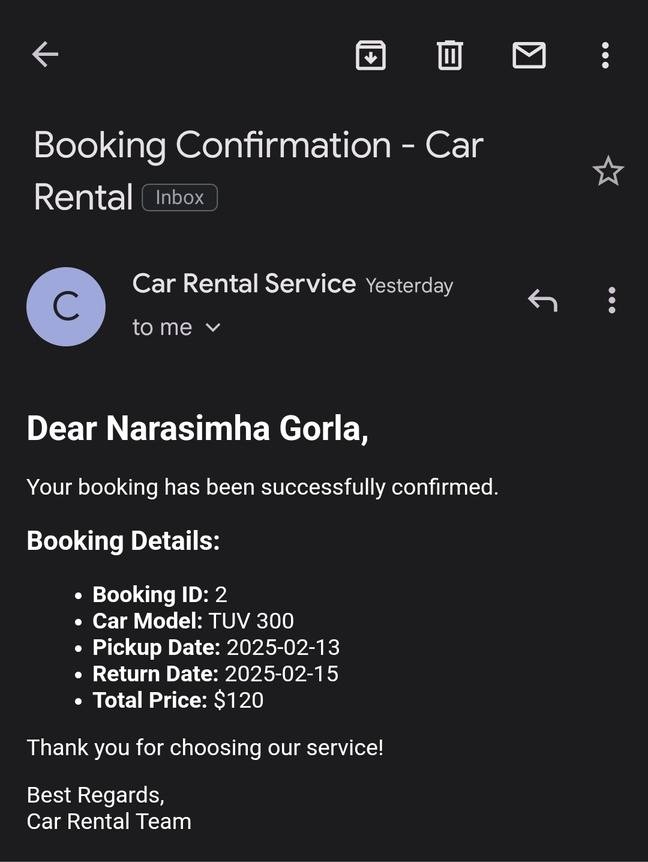 Booking Confirmation - Car
Rental Inbox
C
Car Rental Service Yesterday
to me
Dear Narasimha Gorla,
Your booking has been successfully confirmed.
Booking Details:
• Booking ID: 2
• Car Model: TUV 300
• Pickup Date: 2025-02-13
• Return Date: 2025-02-15
• Total Price: $120
Thank you for choosing our service!
Best Regards,
Car Rental Team